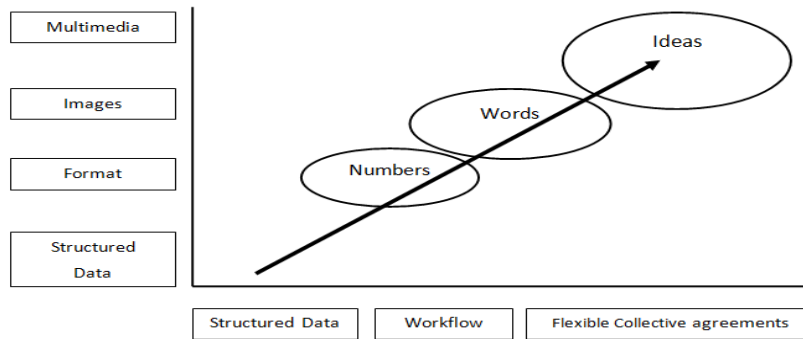 Multimedia
Ideas
Images
Words
Format
Numbers
Structured
Data
Structured Data
Workflow
Flexible Collective agreements